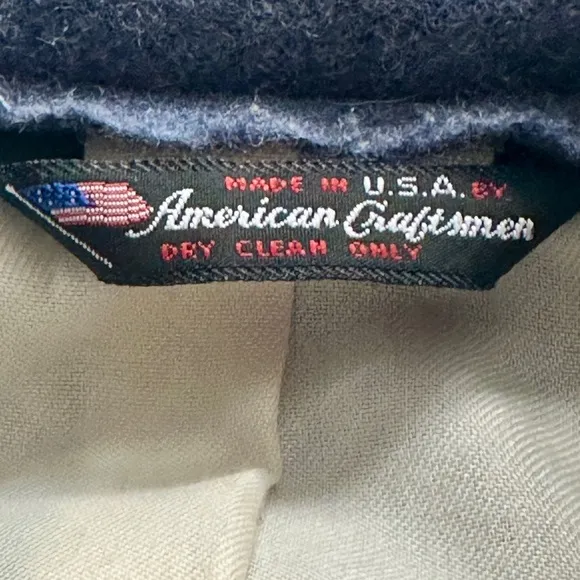 MADE IN U.S.A. BY
American Craftsmen
DRY CLEAN ONLY